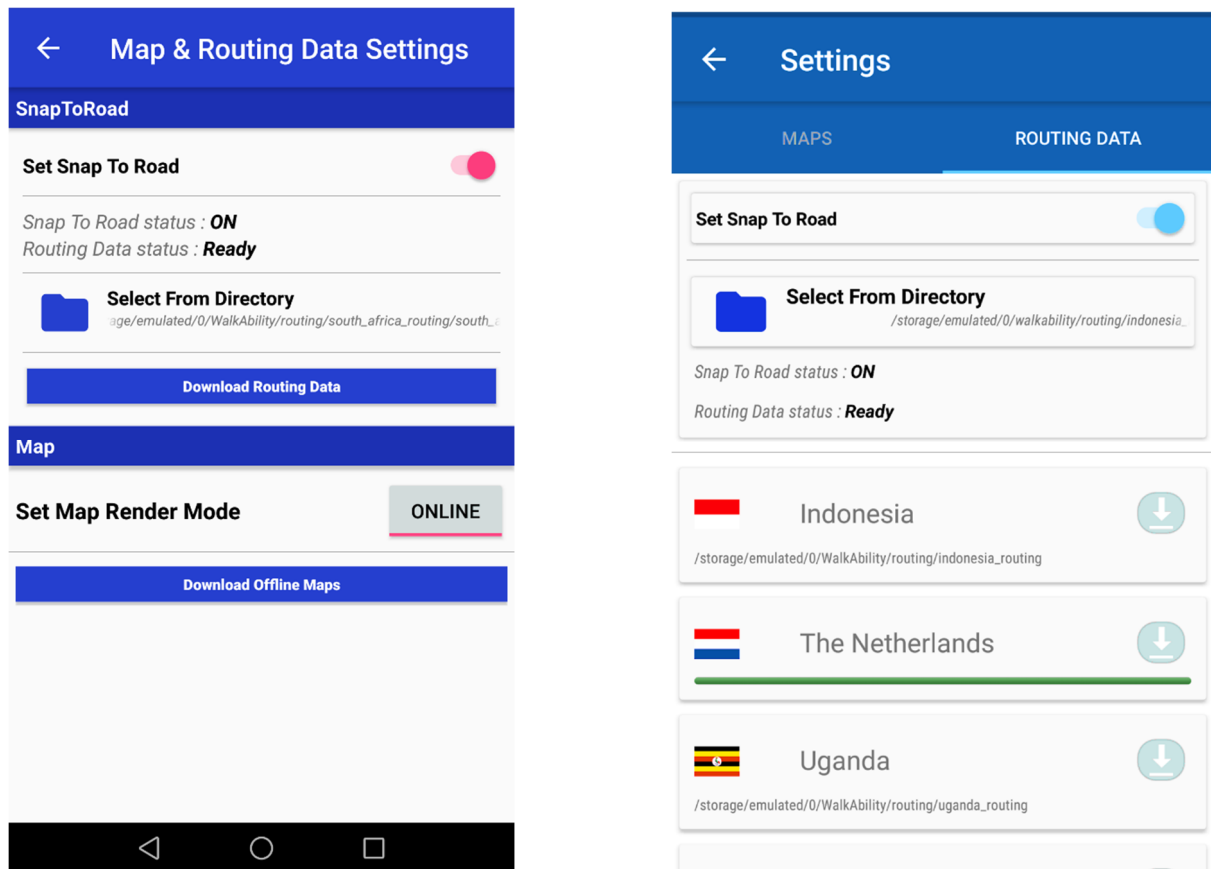 Map & Routing Data Settings
SnapToRoad
Set Snap To Road
Snap To Road status : ON
Routing Data status : Ready
Select From Directory
age/emulated/0/WalkAbility/routing/south_africa_routing/south_a
Download Routing Data
Map
Set Map Render Mode
ONLINE
Download Offline Maps
Settings
MAPS
ROUTING DATA
Set Snap To Road
Select From Directory
/storage/emulated/0/walkability/routing/indonesia_
Snap To Road status : ON
Routing Data status : Ready
Indonesia
/storage/emulated/0/WalkAbility/routing/indonesia_routing
The Netherlands
Uganda
/storage/emulated/0/WalkAbility/routing/uganda_routing